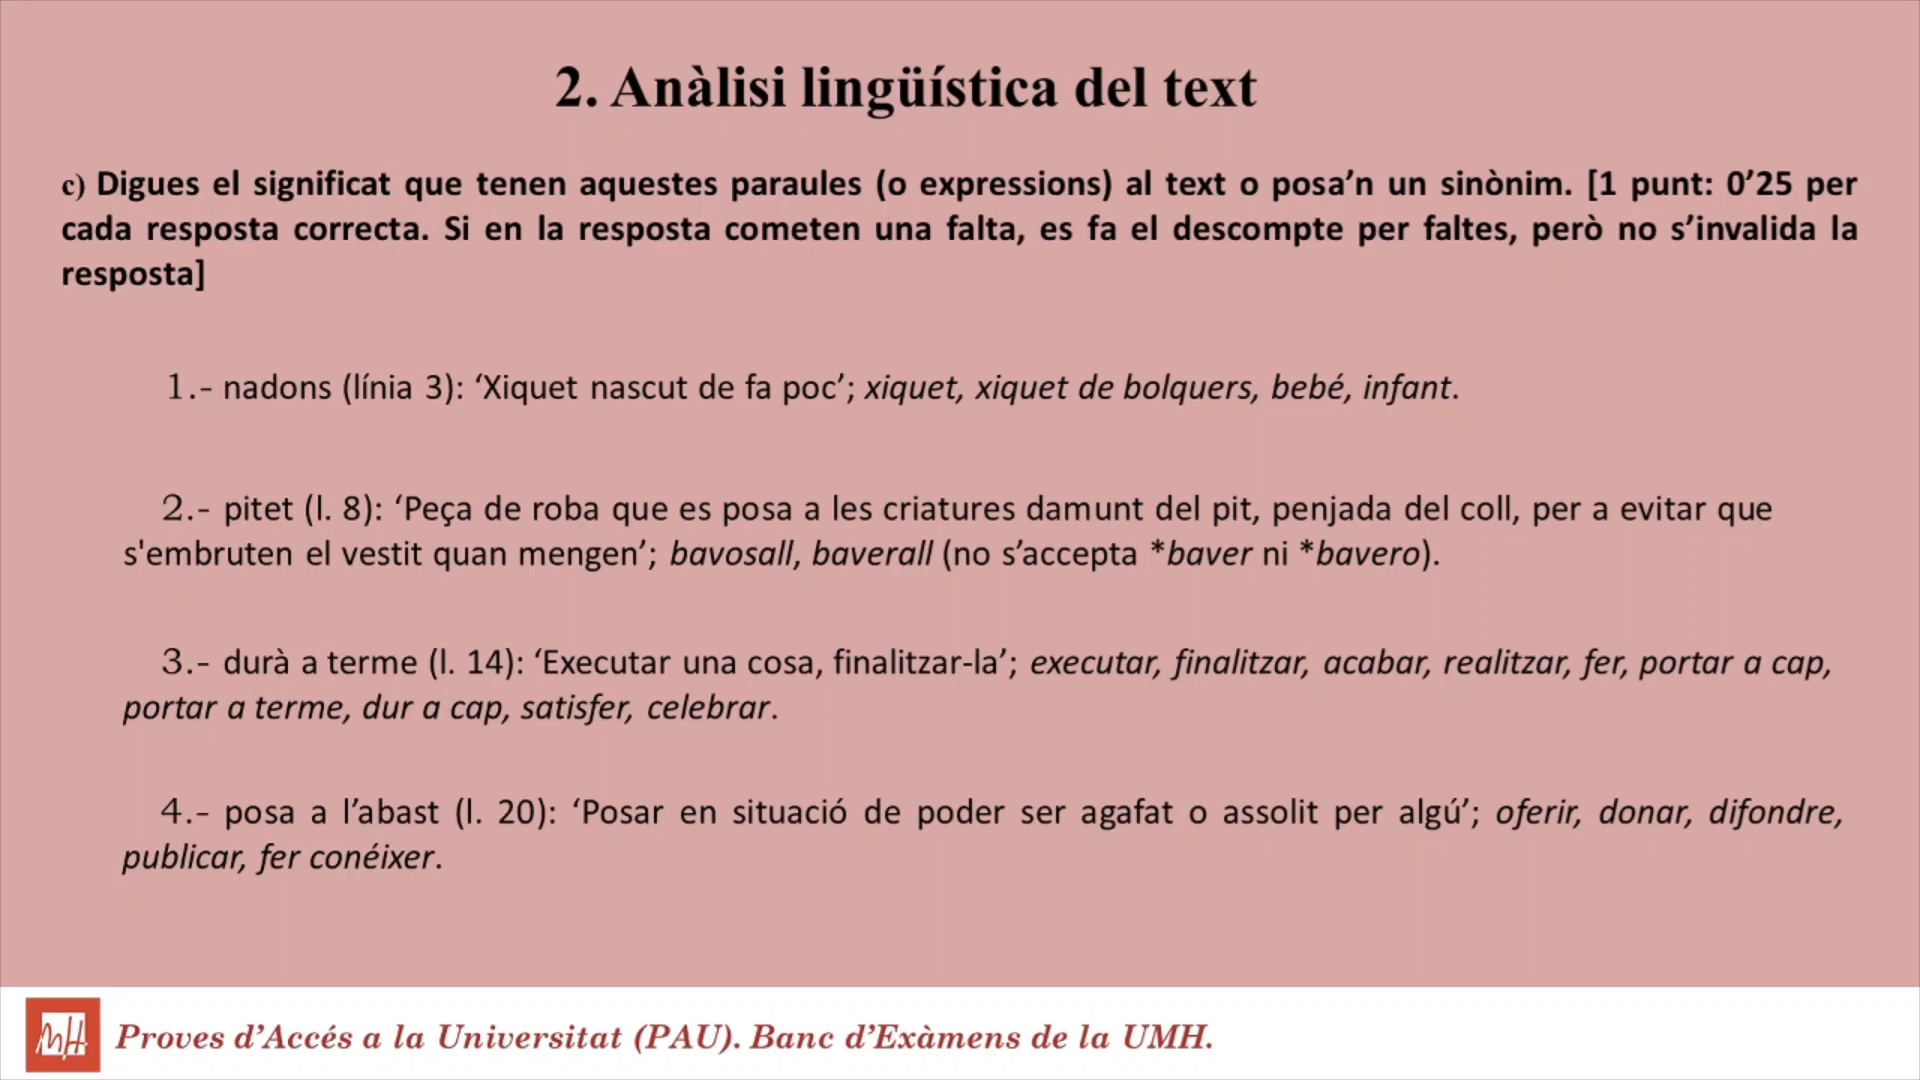 2. Anàlisi lingüística del text
c) Digues el significat que tenen aquestes paraules (o expressions) al text o posa’n un sinònim. [1 punt: 0’25 per
cada resposta correcta. Si en la resposta cometen una falta, es fa el descompte per faltes, però no s’invalida la
resposta]
1.- nadons (línia 3): ‘Xiquet nascut de fa poc’; xiquet, xiquet de bolquers, bebé, infant.
2.- pitet (l. 8): ‘Peça de roba que es posa a les criatures damunt del pit, penjada del coll, per a evitar que
s'embruten el vestit quan mengen’; bavosall, baverall (no s’accepta *baver ni *bavero).
3.- durà a terme (l. 14): ‘Executar una cosa, finalitzar-la’; executar, finalitzar, acabar, realitzar, fer, portar a cap,
portar a terme, dur a cap, satisfer, celebrar.
4.- posa a l’abast (l. 20): ‘Posar en situació de poder ser agafat o assolit per algú’; oferir, donar, difondre,
publicar, fer conéixer.
MH Proves d’Accés a la Universitat (PAU). Banc d’Exàmens de la UMH.